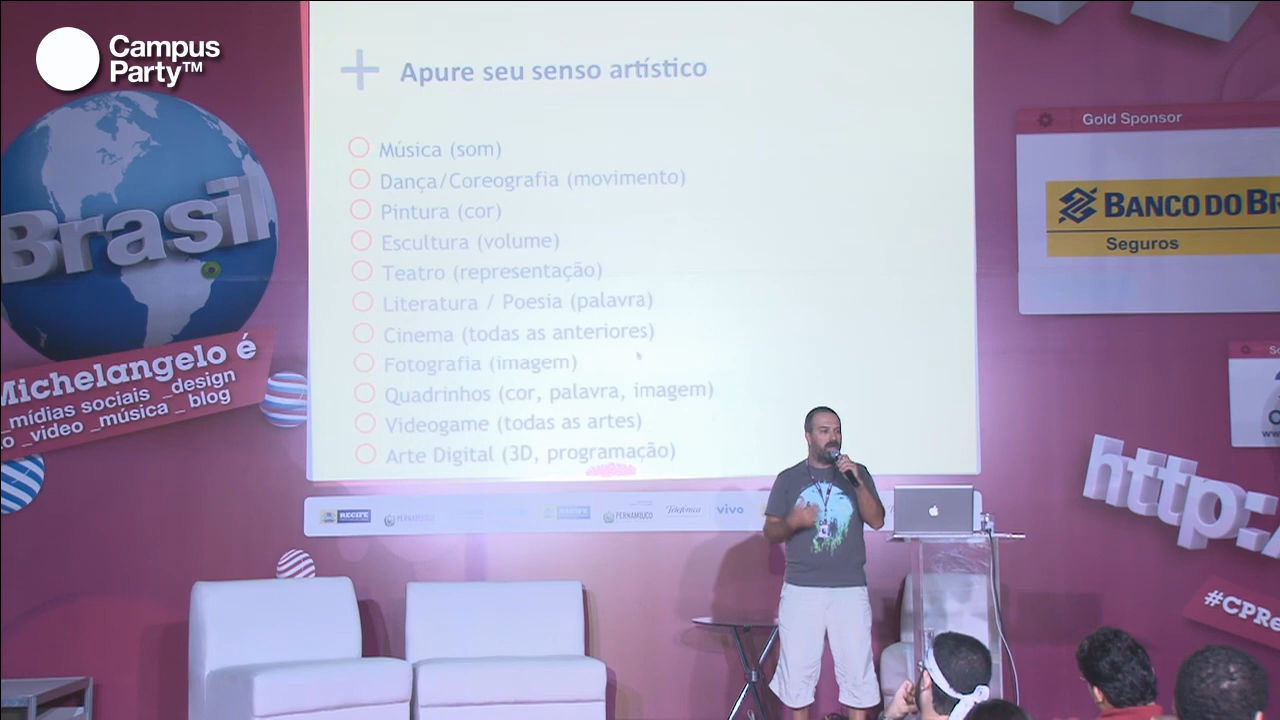 Campus
Party™
Apure seu senso artístico
Música (som)
Dança/Coreografia (movimento)
Pintura (cor)
Escultura (volume)
Teatro (representação)
Literatura / Poesia (palavra)
Cinema (todas as anteriores)
Fotografia (imagem)
Quadrinhos (cor, palavra, imagem)
Videogame (todas as artes)
Arte Digital (3D, programação)
Brasil
Michelangelo é
_mídias sociais _design
_video _música _ blog
Gold Sponsor
BANCO DO BR
Seguros
http:/
#CPRe
RECIFE
PERNAMBUCO
RECIFE
PERNAMBUCO
Telefónica
vivo